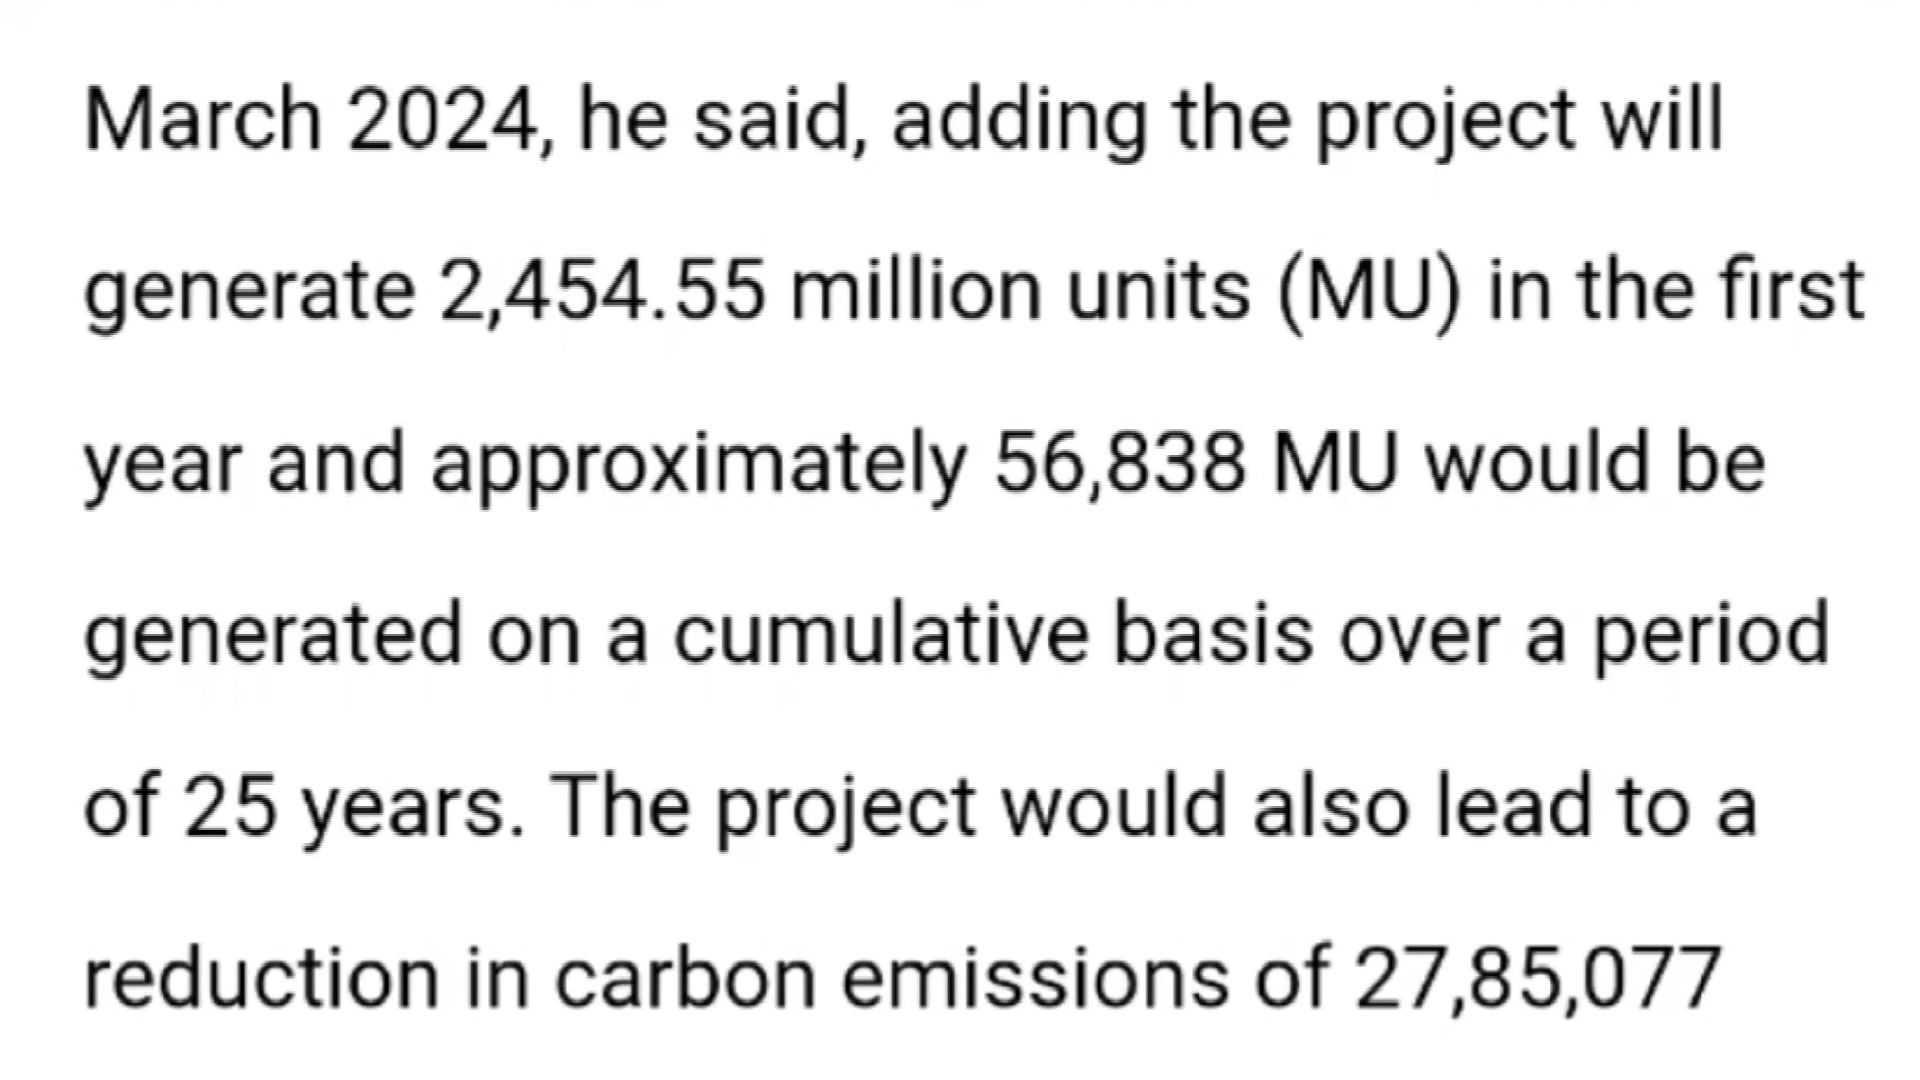 March 2024, he said, adding the project will
generate 2,454.55 million units (MU) in the first
year and approximately 56,838 MU would be
generated on a cumulative basis over a period
of 25 years. The project would also lead to a
reduction in carbon emissions of 27,85,077